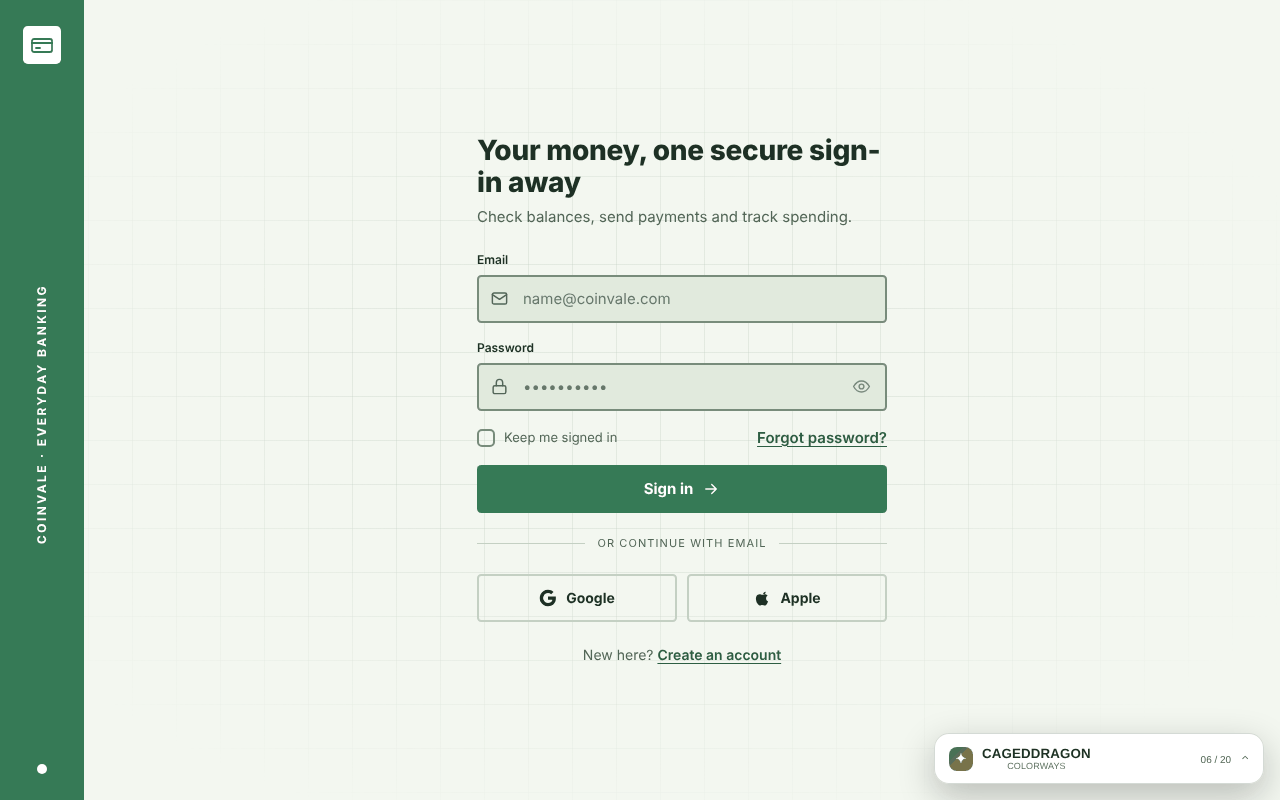 COINVALE · EVERYDAY BANKING
Your money, one secure sign-
in away
Check balances, send payments and track spending.
Email
name@coinvale.com
Password
••••••••••
Keep me signed in
Forgot password?
Sign in →
OR CONTINUE WITH EMAIL
Google
Apple
New here? Create an account
CAGEDDRAGON
COLORWAYS
06 / 20